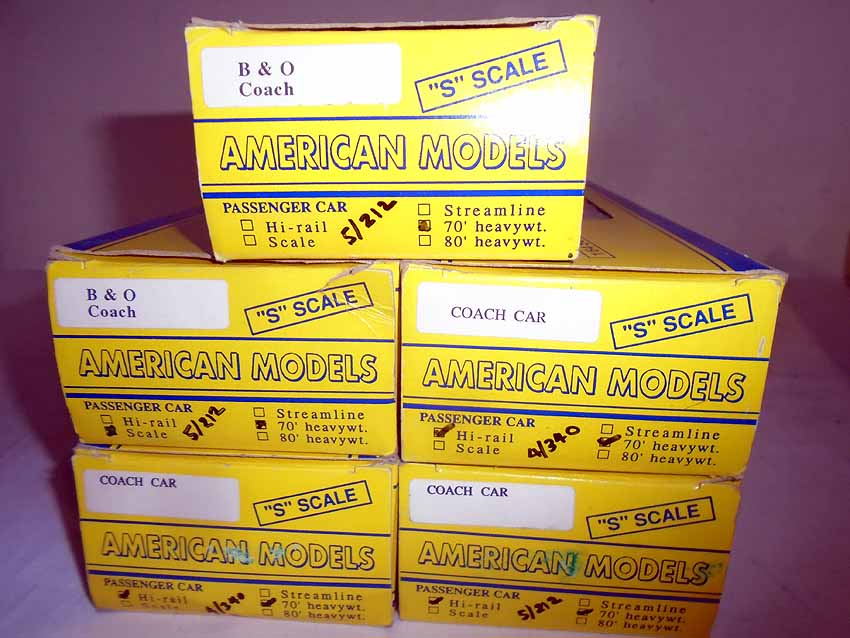 B & O
Coach
"S" SCALE
AMERICAN MODELS
PASSENGER CAR
Hi-rail
Scale
5/212
Streamline
70' heavywt.
80' heavywt.
B & O
Coach
"S" SCALE
AMERICAN MODELS
PASSENGER CAR
Hi-rail
Scale
5/212
Streamline
70' heavywt.
80' heavywt.
COACH CAR
"S" SCALE
AMERICAN MODELS
PASSENGER CAR
Hi-rail
Scale
4/340
Streamline
70' heavywt.
80' heavywt.
COACH CAR
"S" SCALE
AMERICAN MODELS
PASSENGER CAR
Hi-rail
Scale
4/340
Streamline
70' heavywt.
80' heavywt.
COACH CAR
"S" SCALE
AMERICAN MODELS
PASSENGER CAR
Hi-rail
Scale
5/212
Streamline
70' heavywt.
80' heavywt.